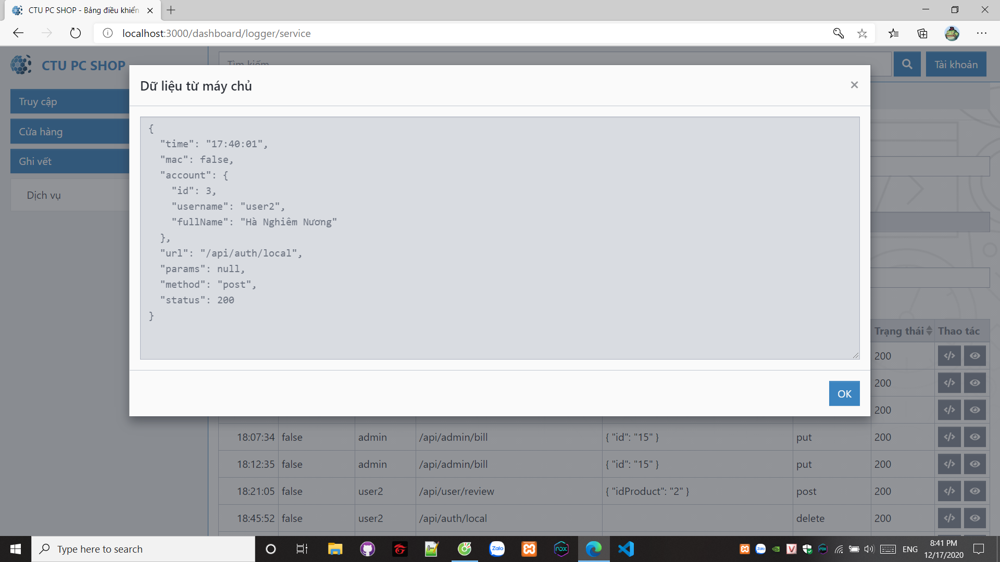 CTU PC SHOP - Bảng điều khiển
localhost:3000/dashboard/logger/service
CTU PC SHOP
Tìm kiếm
Tài khoản
Truy cập
Cửa hàng
Ghi vết
Dịch vụ
Dữ liệu từ máy chủ
×
{
"time": "17:40:01",
"mac": false,
"account": {
"id": 3,
"username": "user2",
"fullName": "Hà Nghiêm Nương"
},
"url": "/api/auth/local",
"params": null,
"method": "post",
"status": 200
}
OK
Trạng thái Thao tác
200
200
200
18:07:34 false admin /api/admin/bill { "id": "15" } put 200
18:12:35 false admin /api/admin/bill { "id": "15" } put 200
18:21:05 false user2 /api/user/review { "idProduct": "2" } post 200
18:45:52 false user2 /api/auth/local delete 200
Type here to search
Zalo
nox
ENG
8:41 PM
12/17/2020